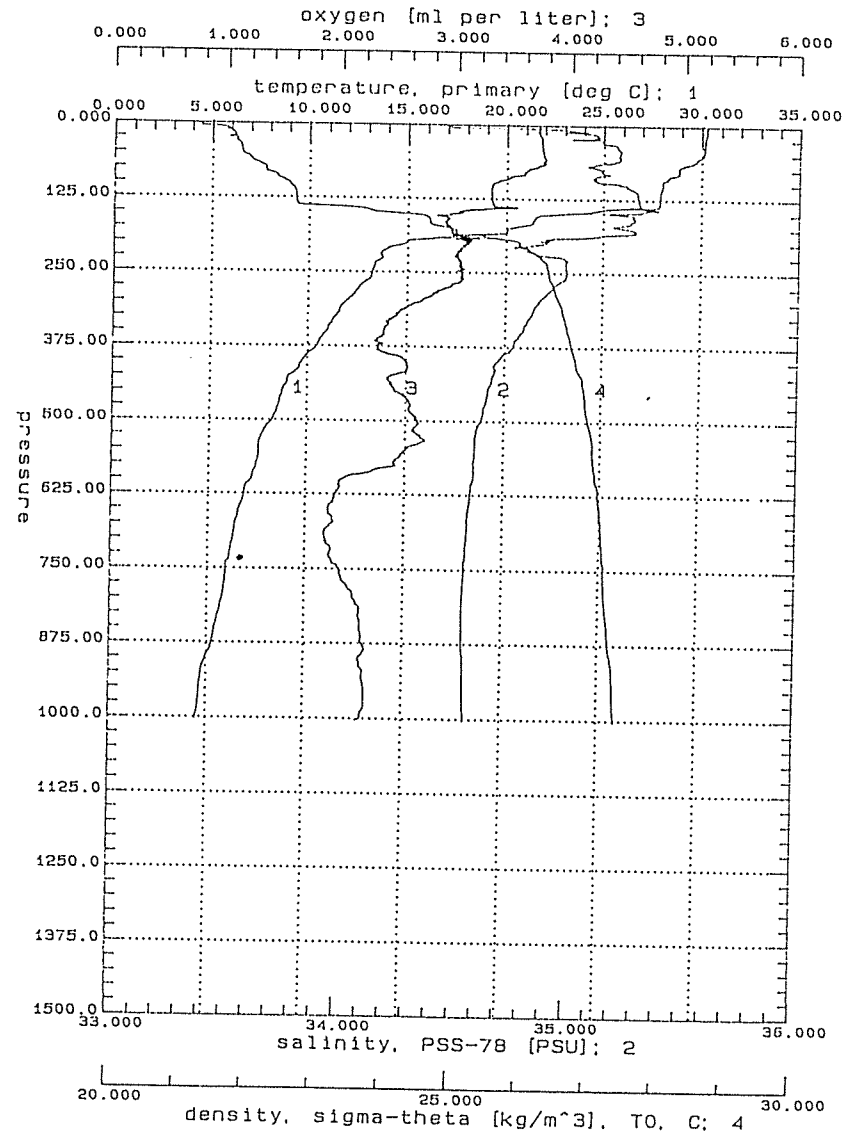 oxygen [ml per liter]: 3
0.000 1.000 2.000 3.000 4.000 5.000 6.000
temperature, primary [deg C]: 1
0.000 5.000 10.000 15.000 20.000 25.000 30.000 35.000
0.000
125.00
250.00
375.00
1 3 2 4
500.00
pressure
625.00
750.00
875.00
1000.0
1125.0
1250.0
1375.0
1500.0
33.000 34.000 35.000 36.000
salinity, PSS-78 [PSU]: 2
20.000 25.000 30.000
density, sigma-theta [kg/m^3], T0, C: 4